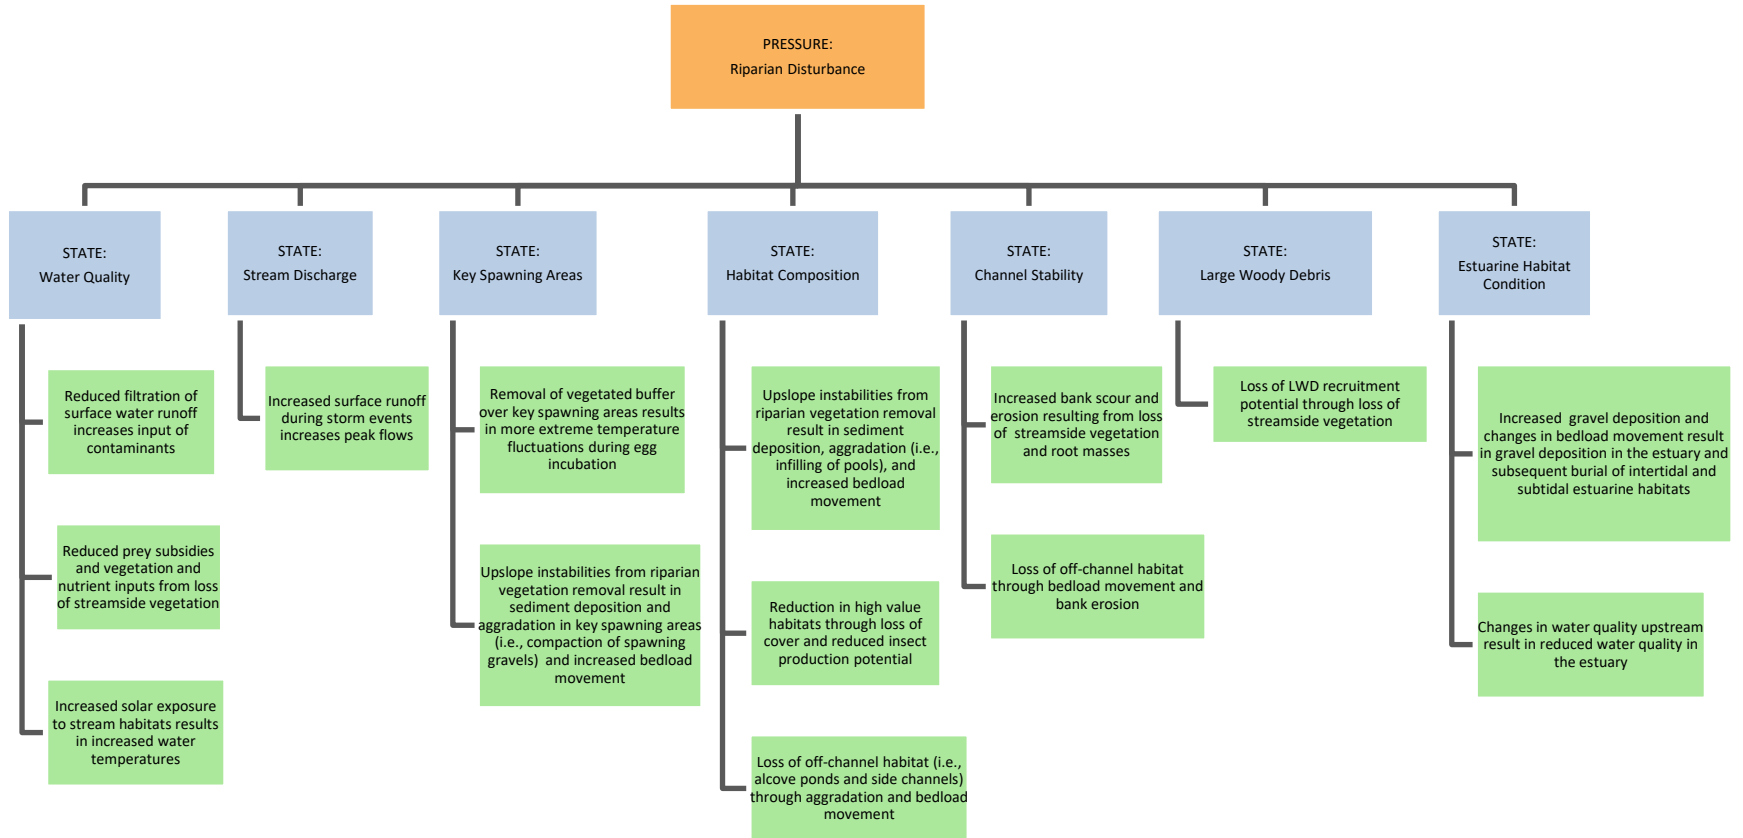 PRESSURE:
Riparian Disturbance
STATE:
Water Quality
Reduced filtration of
surface water runoff
increases input of
contaminants
Reduced prey subsidies
and vegetation and
nutrient inputs from loss
of streamside vegetation
Increased solar exposure
to stream habitats results
in increased water
temperatures
STATE:
Stream Discharge
Increased surface runoff
during storm events
increases peak flows
STATE:
Key Spawning Areas
Removal of vegetated buffer
over key spawning areas results
in more extreme temperature
fluctuations during egg
incubation
Upslope instabilities from riparian
vegetation removal result in
sediment deposition and
aggradation in key spawning areas
(i.e., compaction of spawning
gravels) and increased bedload
movement
STATE:
Habitat Composition
Upslope instabilities from
riparian vegetation removal
result in sediment
deposition, aggradation (i.e.,
infilling of pools), and
increased bedload
movement
Reduction in high value
habitats through loss of
cover and reduced insect
production potential
Loss of off-channel habitat (i.e.,
alcove ponds and side channels)
through aggradation and bedload
movement
STATE:
Channel Stability
Increased bank scour and
erosion resulting from loss
of streamside vegetation
and root masses
Loss of off-channel habitat
through bedload movement and
bank erosion
STATE:
Large Woody Debris
Loss of LWD recruitment
potential through loss of
streamside vegetation
STATE:
Estuarine Habitat
Condition
Increased gravel deposition and
changes in bedload movement result
in gravel deposition in the estuary and
subsequent burial of intertidal and
subtidal estuarine habitats
Changes in water quality upstream
result in reduced water quality in
the estuary